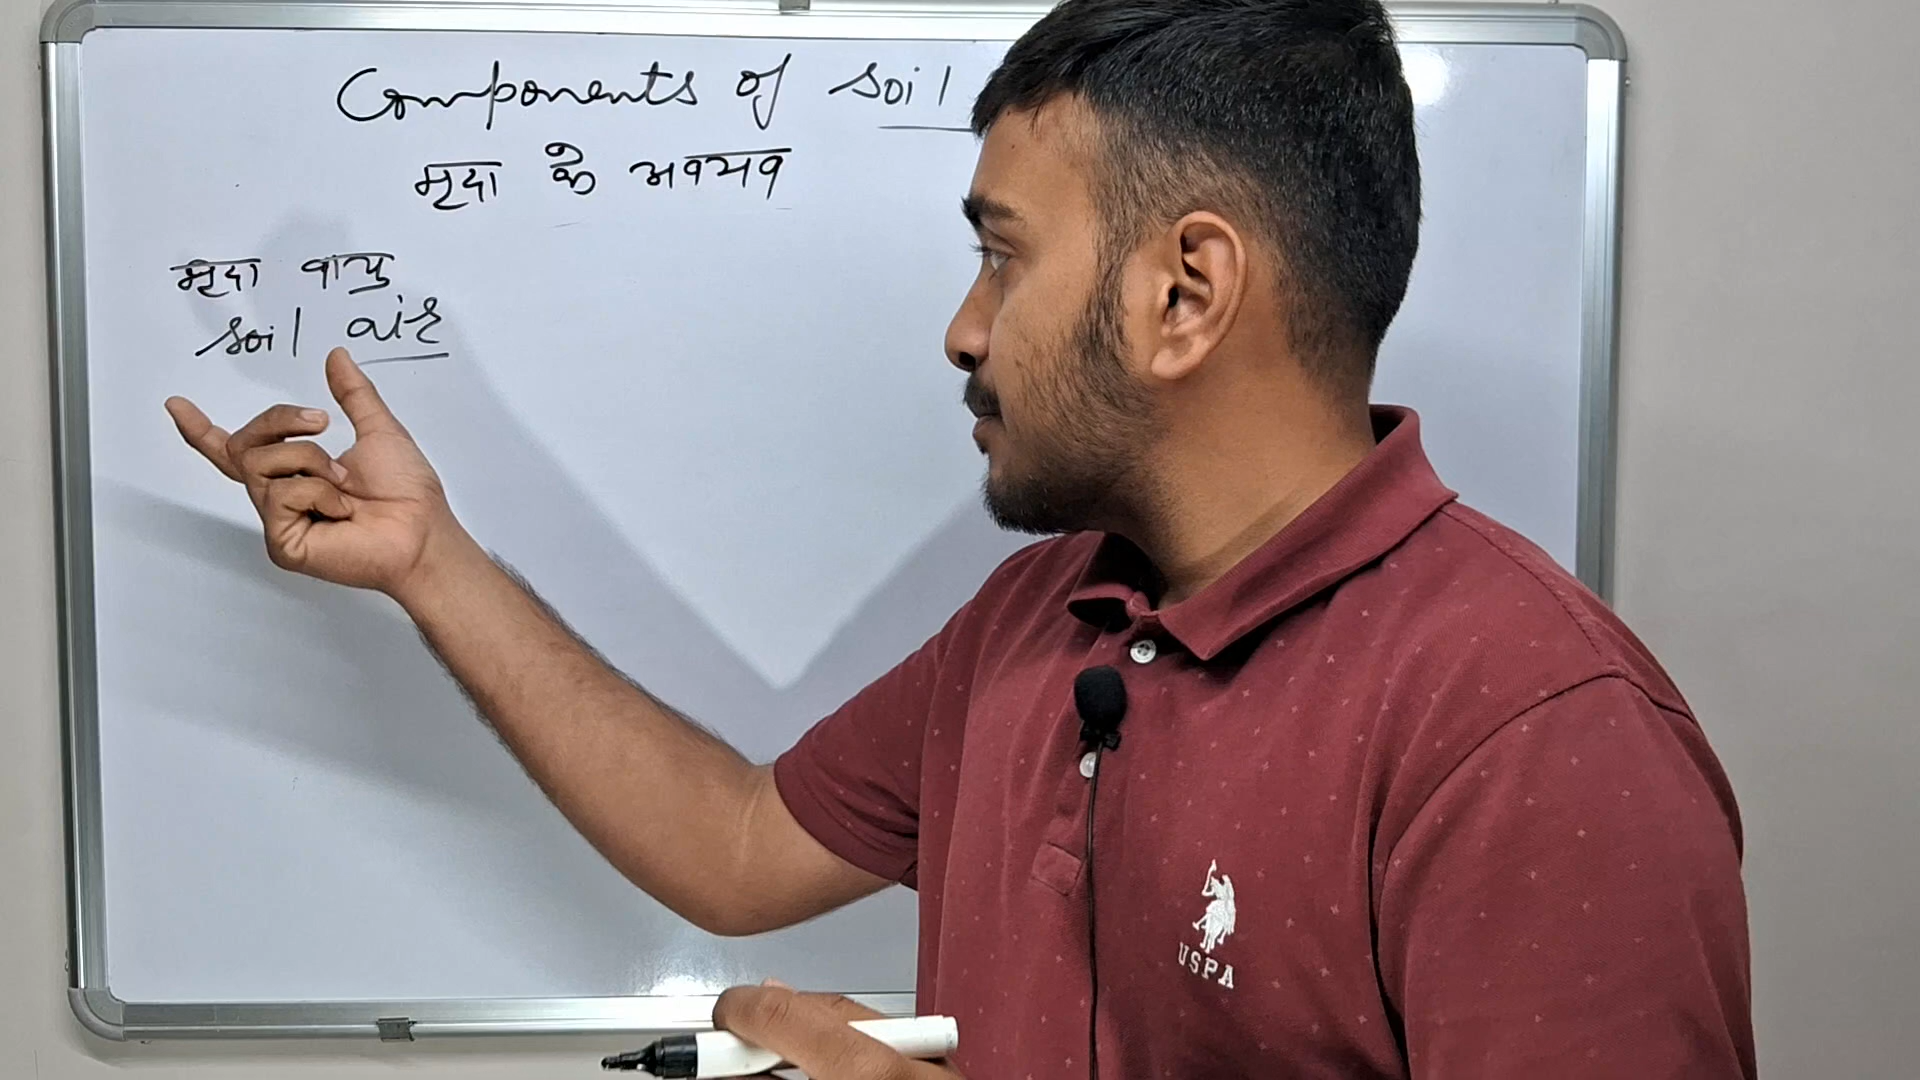 Components of soil
मृदा के अवयव
मृदा वायु
soil air
USPA